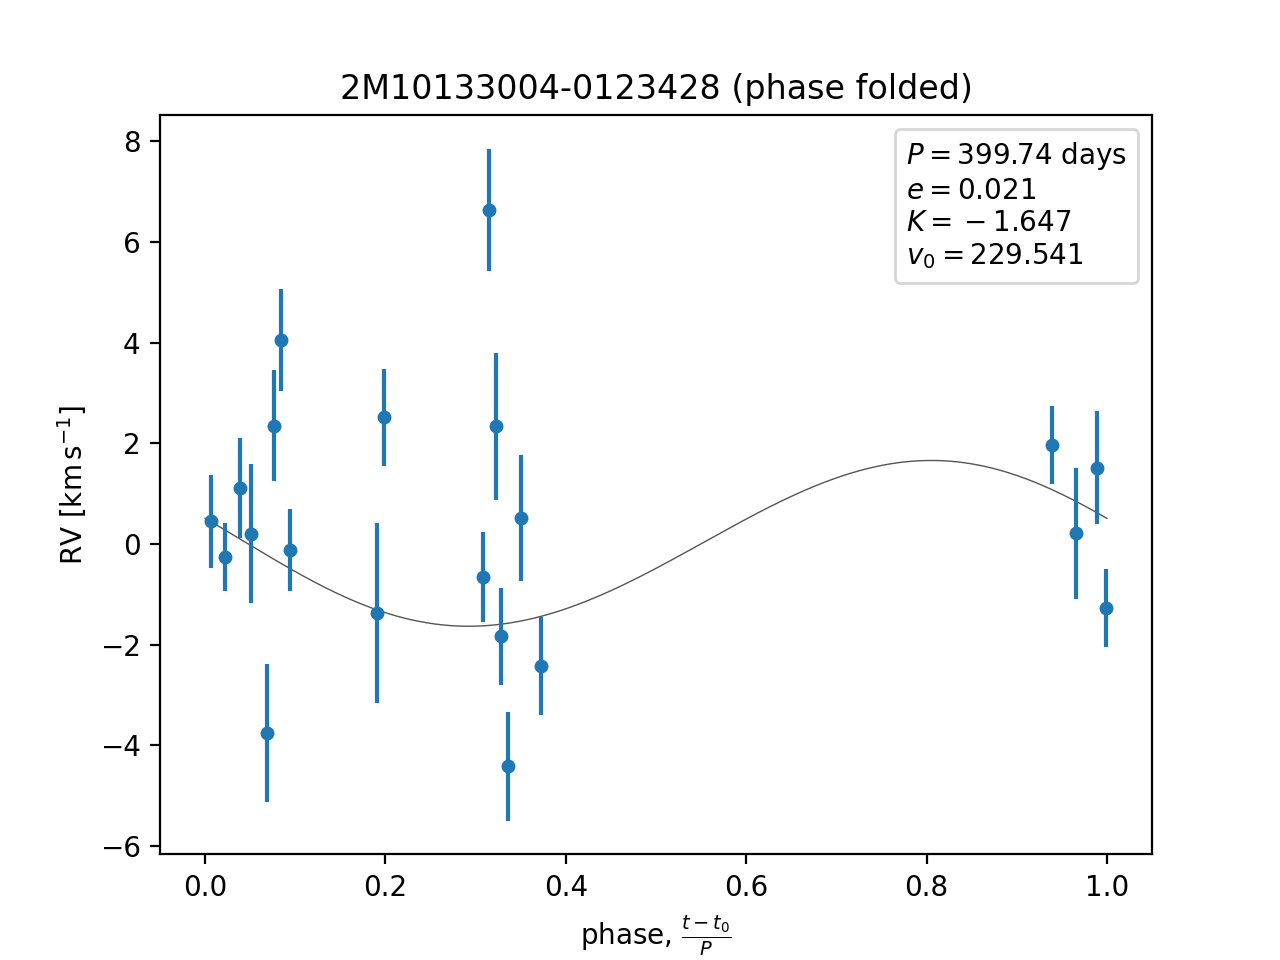 2M10133004-0123428 (phase folded)
P = 399.74 days
e = 0.021
K = −1.647
v₀ = 229.541
RV [km s⁻¹]
8
6
4
2
0
−2
−4
−6
0.0 0.2 0.4 0.6 0.8 1.0
phase, (t − t₀)/P